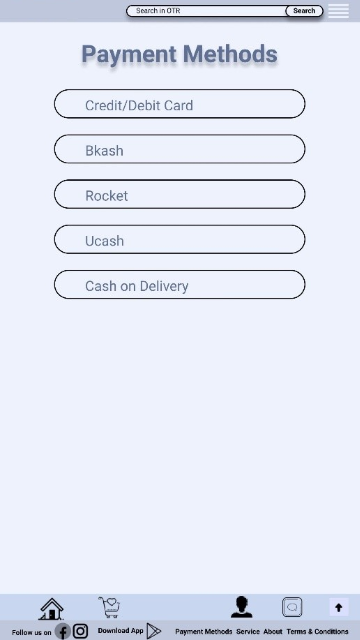 Search in OTR
Search
Payment Methods
Credit/Debit Card
Bkash
Rocket
Ucash
Cash on Delivery
Follow us on Download App Payment Methods Service About Terms & Conditions